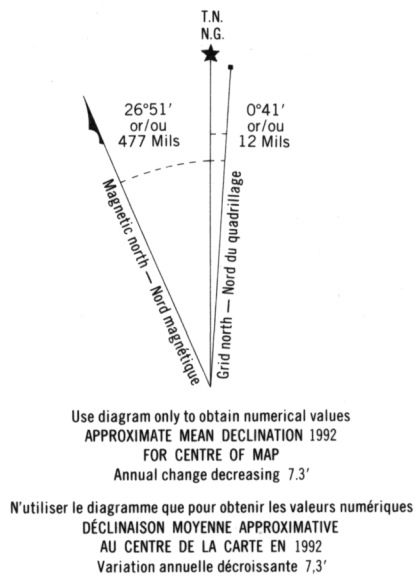 T.N.
N.G.
26°51′
or/ou
477 Mils
0°41′
or/ou
12 Mils
Magnetic north — Nord magnétique
Grid north — Nord du quadrillage
Use diagram only to obtain numerical values
APPROXIMATE MEAN DECLINATION 1992
FOR CENTRE OF MAP
Annual change decreasing 7.3′
N'utiliser le diagramme que pour obtenir les valeurs numériques
DÉCLINAISON MOYENNE APPROXIMATIVE
AU CENTRE DE LA CARTE EN 1992
Variation annuelle décroissante 7,3′